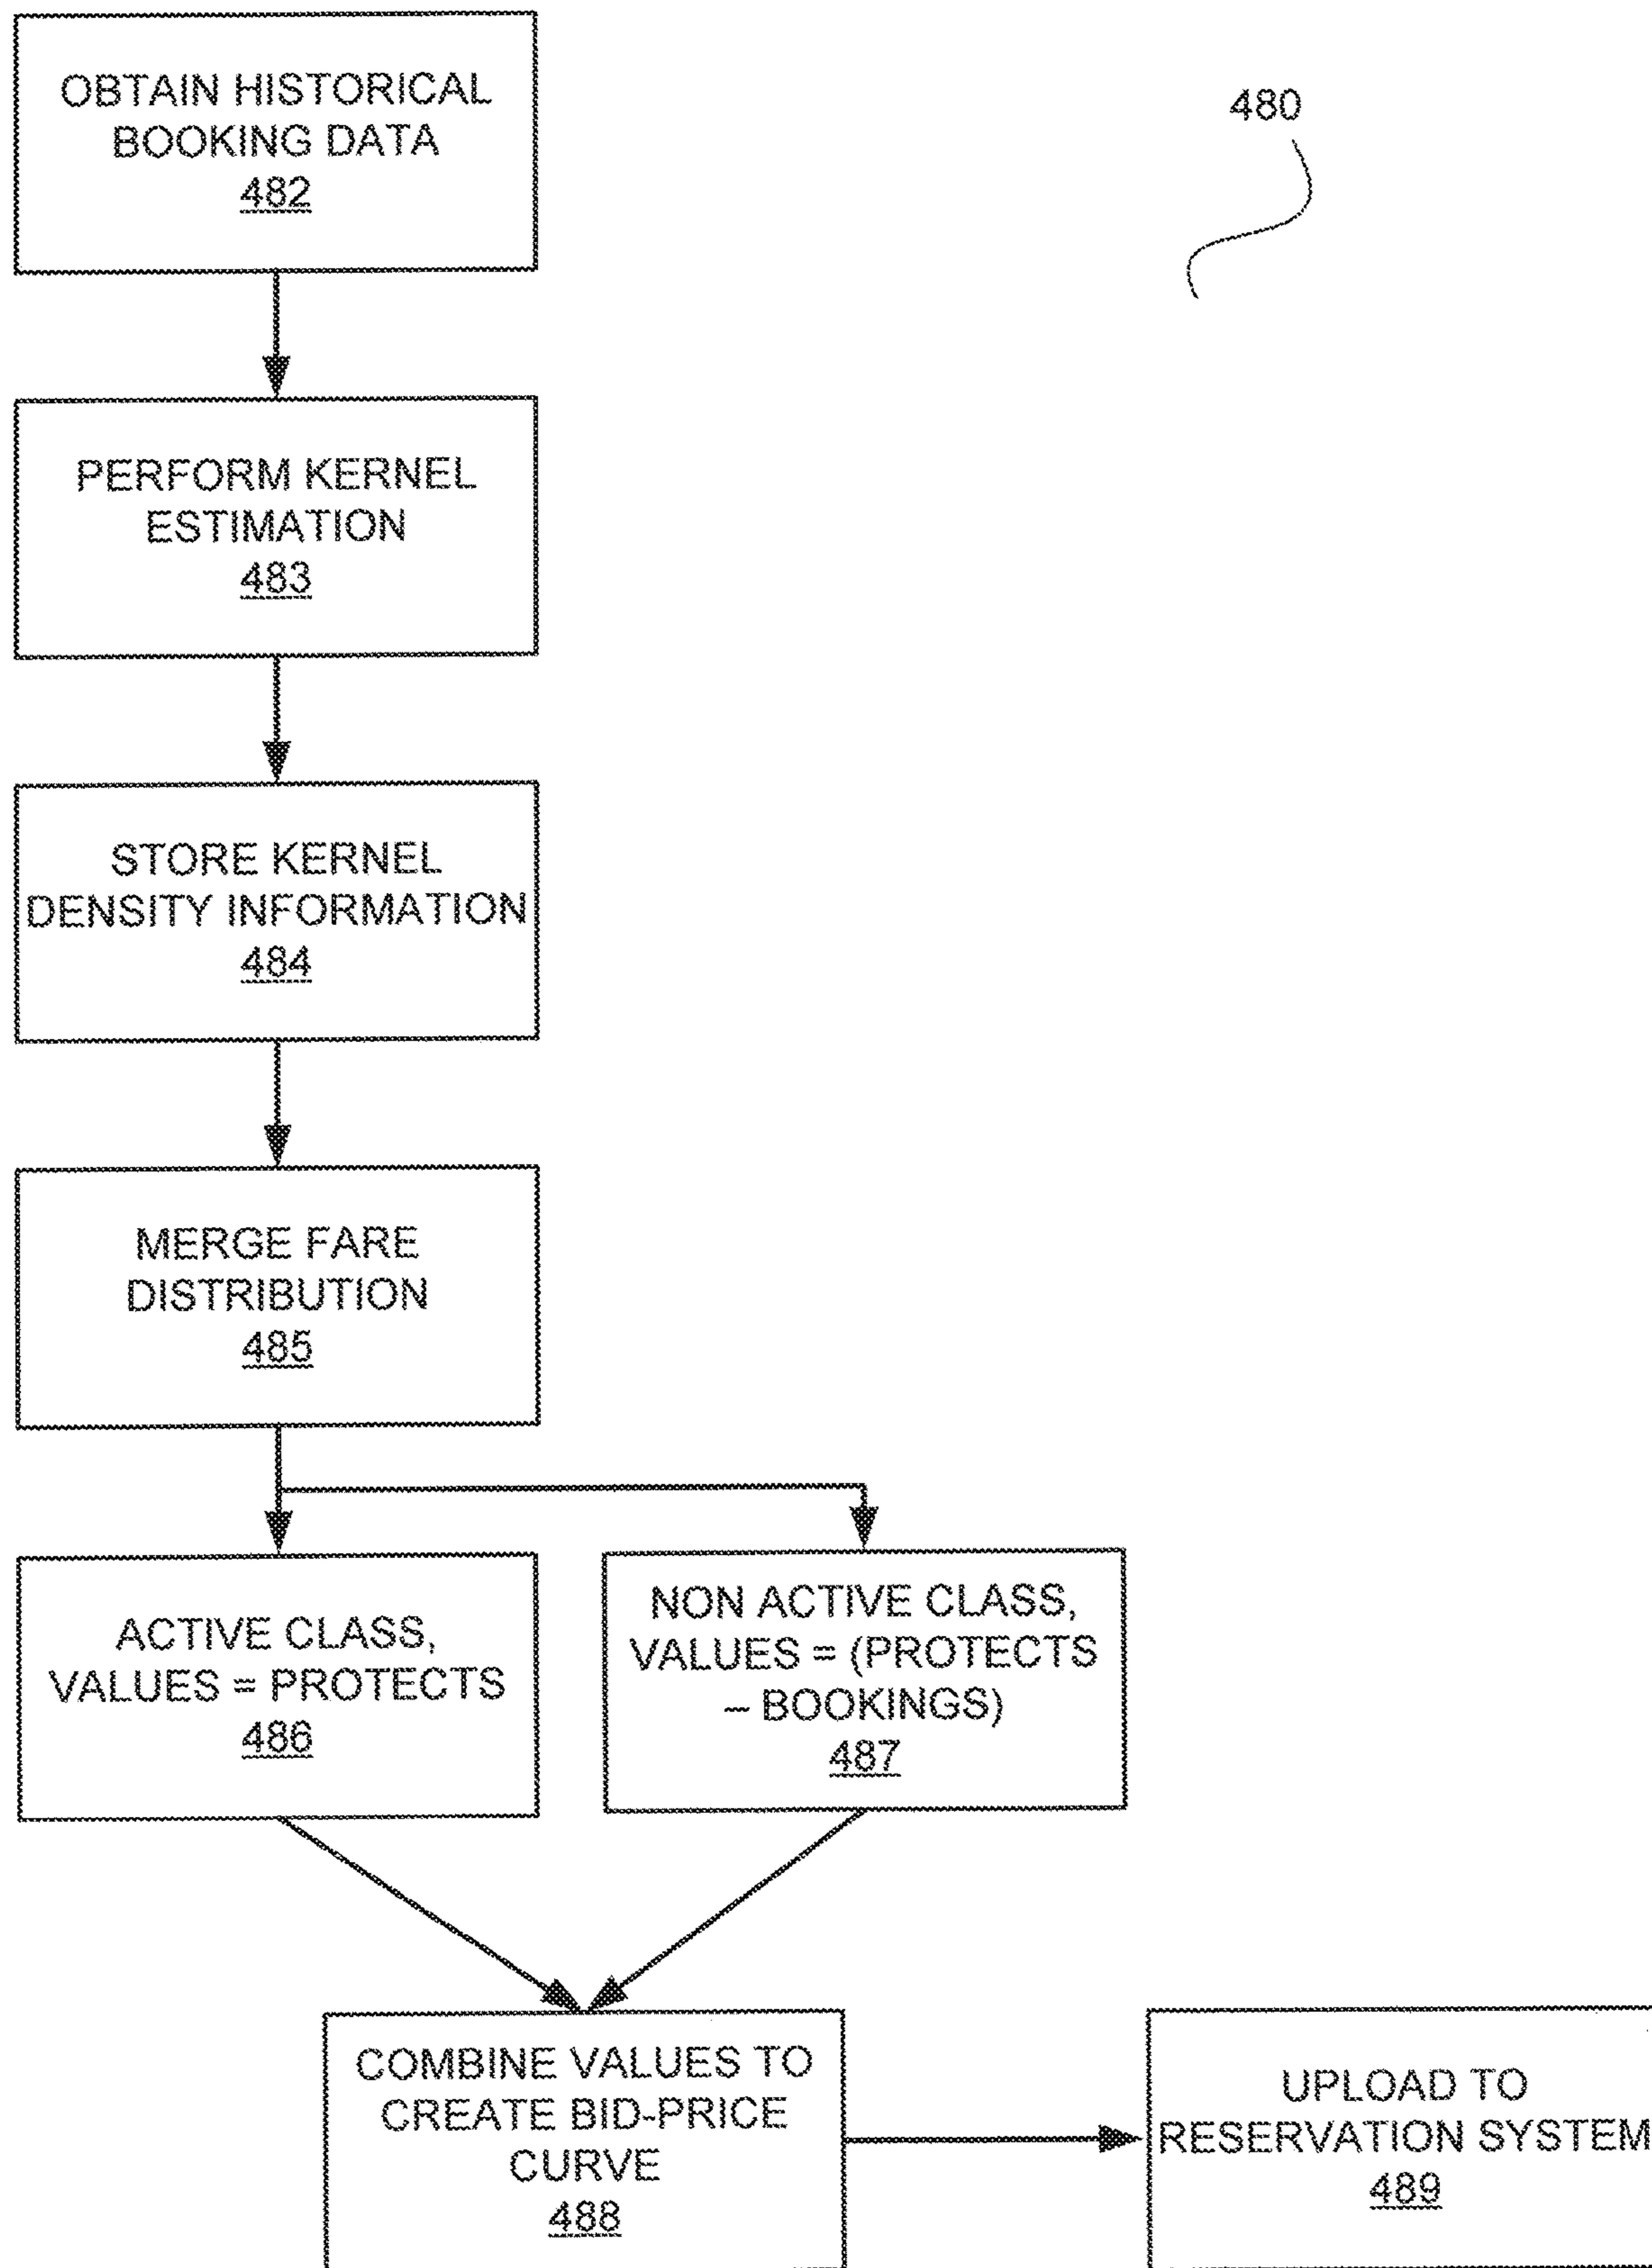 OBTAIN HISTORICAL
BOOKING DATA
482
480
PERFORM KERNEL
ESTIMATION
483
STORE KERNEL
DENSITY INFORMATION
484
MERGE FARE
DISTRIBUTION
485
ACTIVE CLASS,
VALUES = PROTECTS
486
NON ACTIVE CLASS,
VALUES = (PROTECTS
– BOOKINGS)
487
COMBINE VALUES TO
CREATE BID-PRICE
CURVE
488
UPLOAD TO
RESERVATION SYSTEM
489